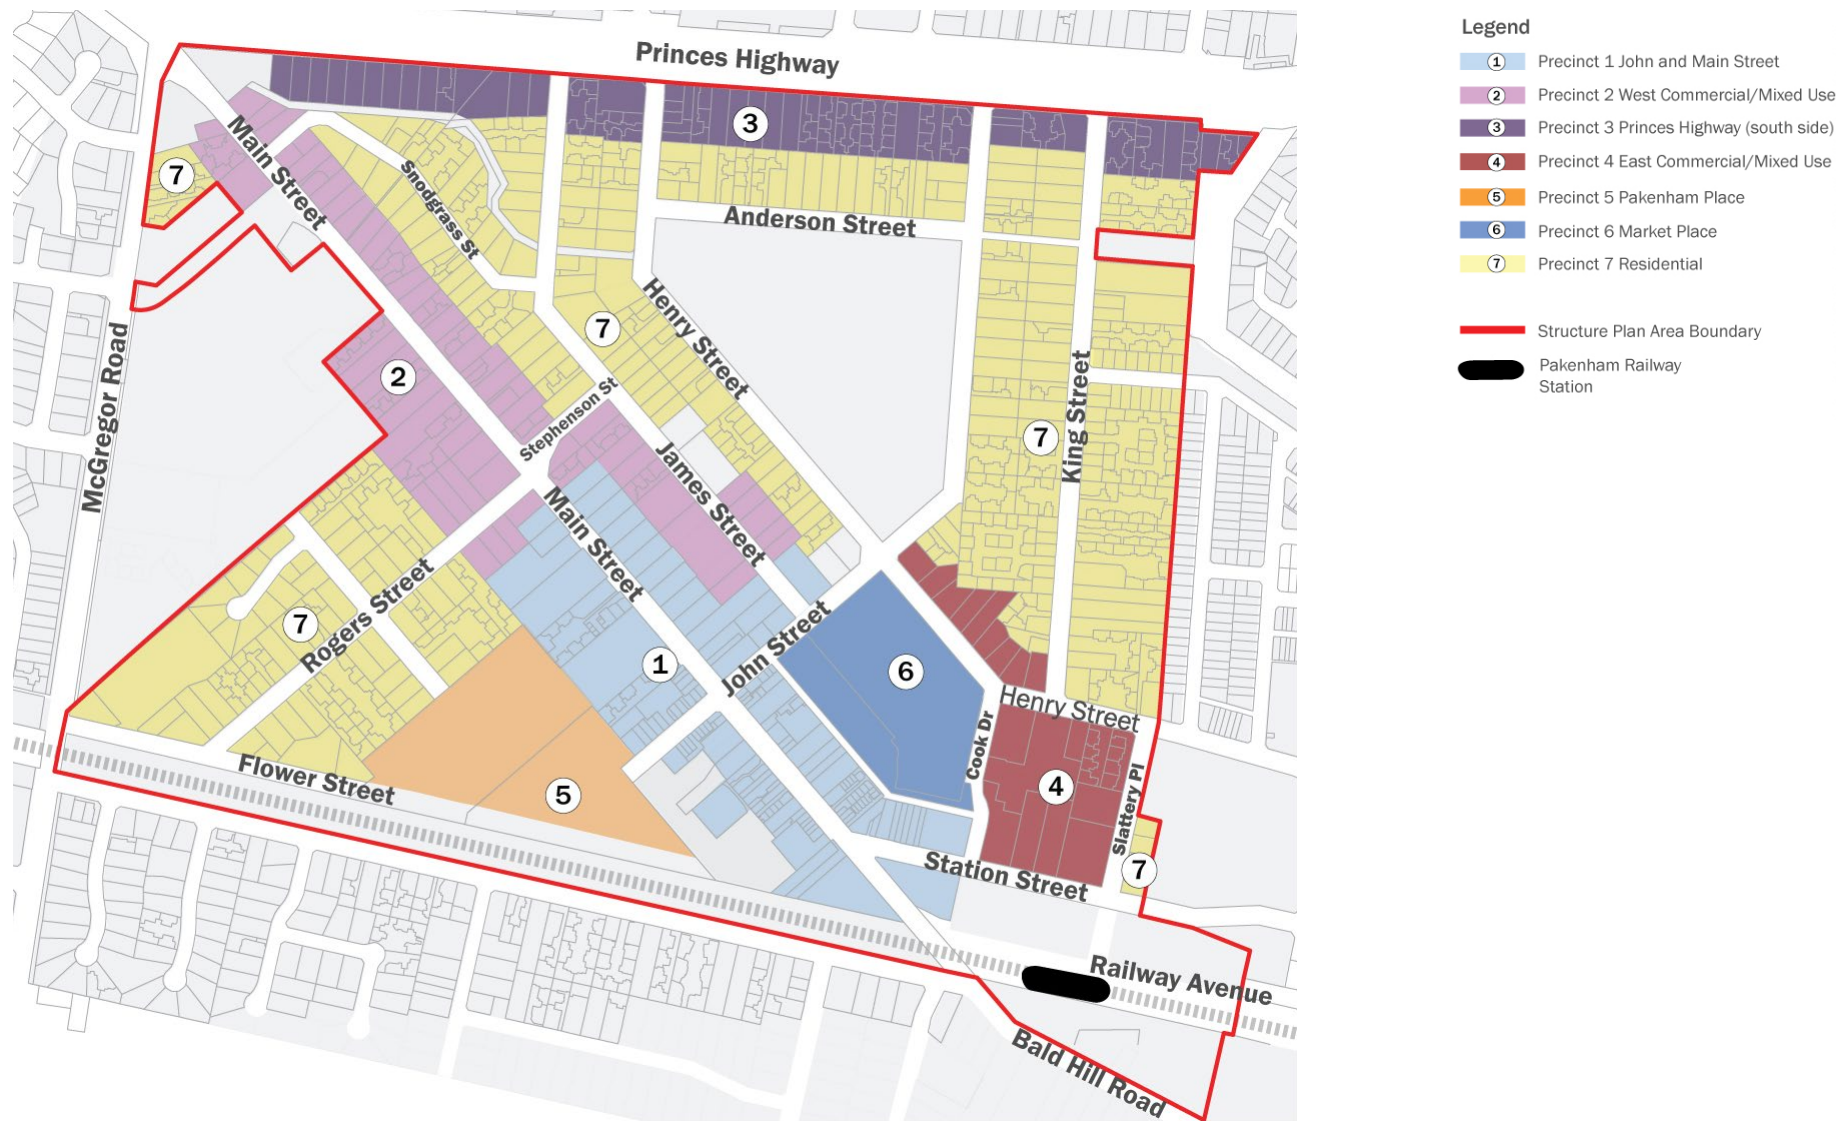 Princes Highway
Legend
1 Precinct 1 John and Main Street
2 Precinct 2 West Commercial/Mixed Use
3 Precinct 3 Princes Highway (south side)
4 Precinct 4 East Commercial/Mixed Use
5 Precinct 5 Pakenham Place
6 Precinct 6 Market Place
7 Precinct 7 Residential
Structure Plan Area Boundary
Pakenham Railway
Station
3
Main Street
7
Snodgrass St
Anderson Street
Henry Street
7
McGregor Road
2
Stephenson St
King Street
7
James Street
Main Street
Rogers Street
7
John Street
1
6
Henry Street
Cook Dr
Flower Street
5
4
Slattery Pl
Station Street
7
Railway Avenue
Bald Hill Road